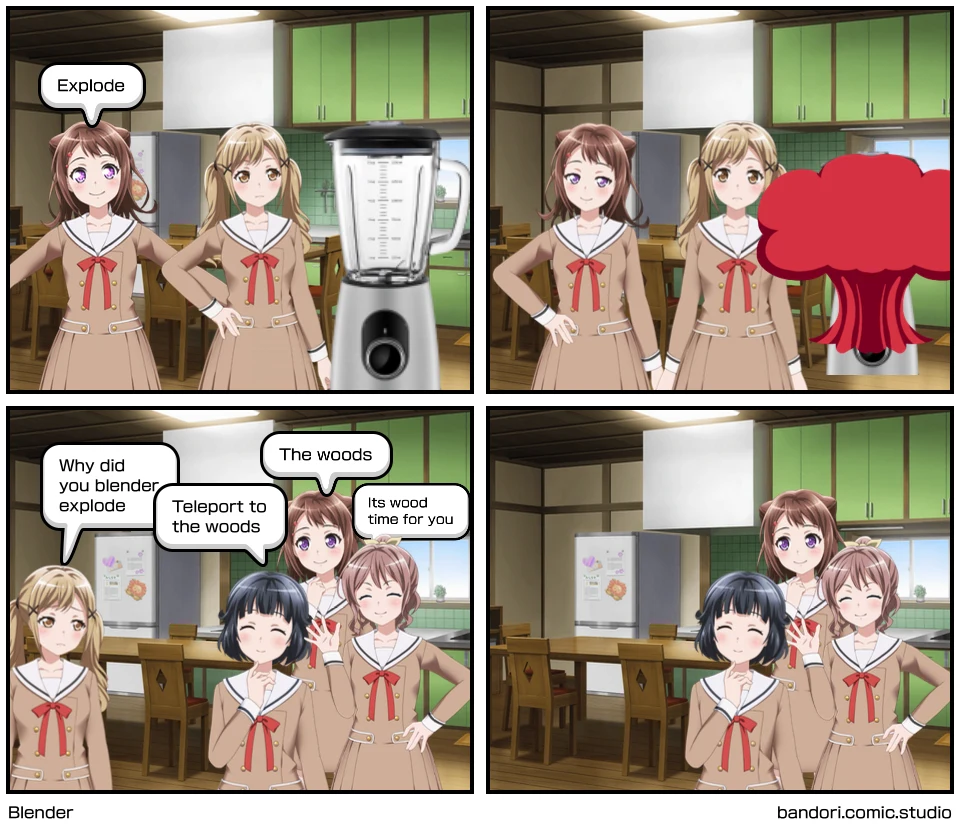 Explode
Why did
you blender
explode
Teleport to
the woods
The woods
Its wood
time for you
Blender
bandori.comic.studio